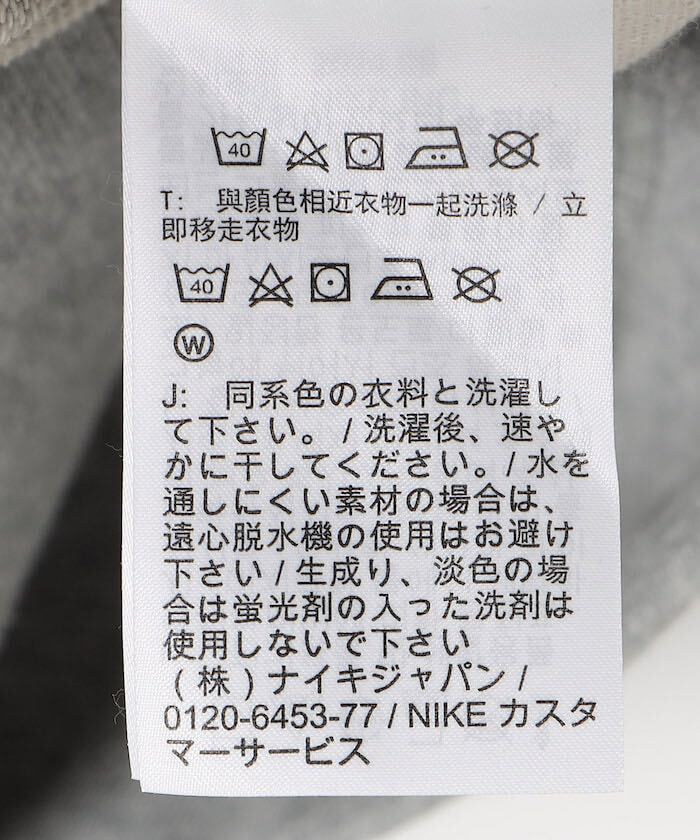 40
T: 與顏色相近衣物一起洗滌 / 立
即移走衣物
40
W
J: 同系色の衣料と洗濯し
て下さい。/ 洗濯後、速や
かに干してください。/ 水を
通しにくい素材の場合は、
遠心脱水機の使用はお避け
下さい / 生成り、淡色の場
合は蛍光剤の入った洗剤は
使用しないで下さい
(株)ナイキジャパン /
0120-6453-77 / NIKE カスタ
マーサービス